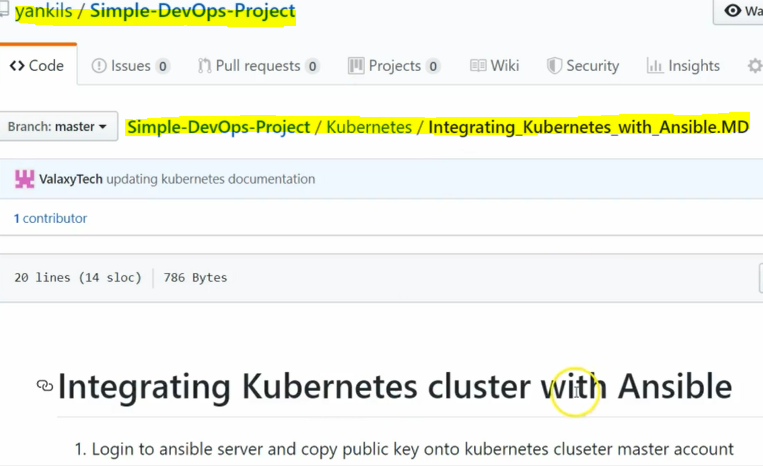 yankils / Simple-DevOps-Project
Wa
Code Issues 0 Pull requests 0 Projects 0 Wiki Security Insights
Branch: master Simple-DevOps-Project / Kubernetes / Integrating_Kubernetes_with_Ansible.MD
ValaxyTech updating kubernetes documentation
1 contributor
20 lines (14 sloc) 786 Bytes
Integrating Kubernetes cluster with Ansible
1. Login to ansible server and copy public key onto kubernetes cluseter master account